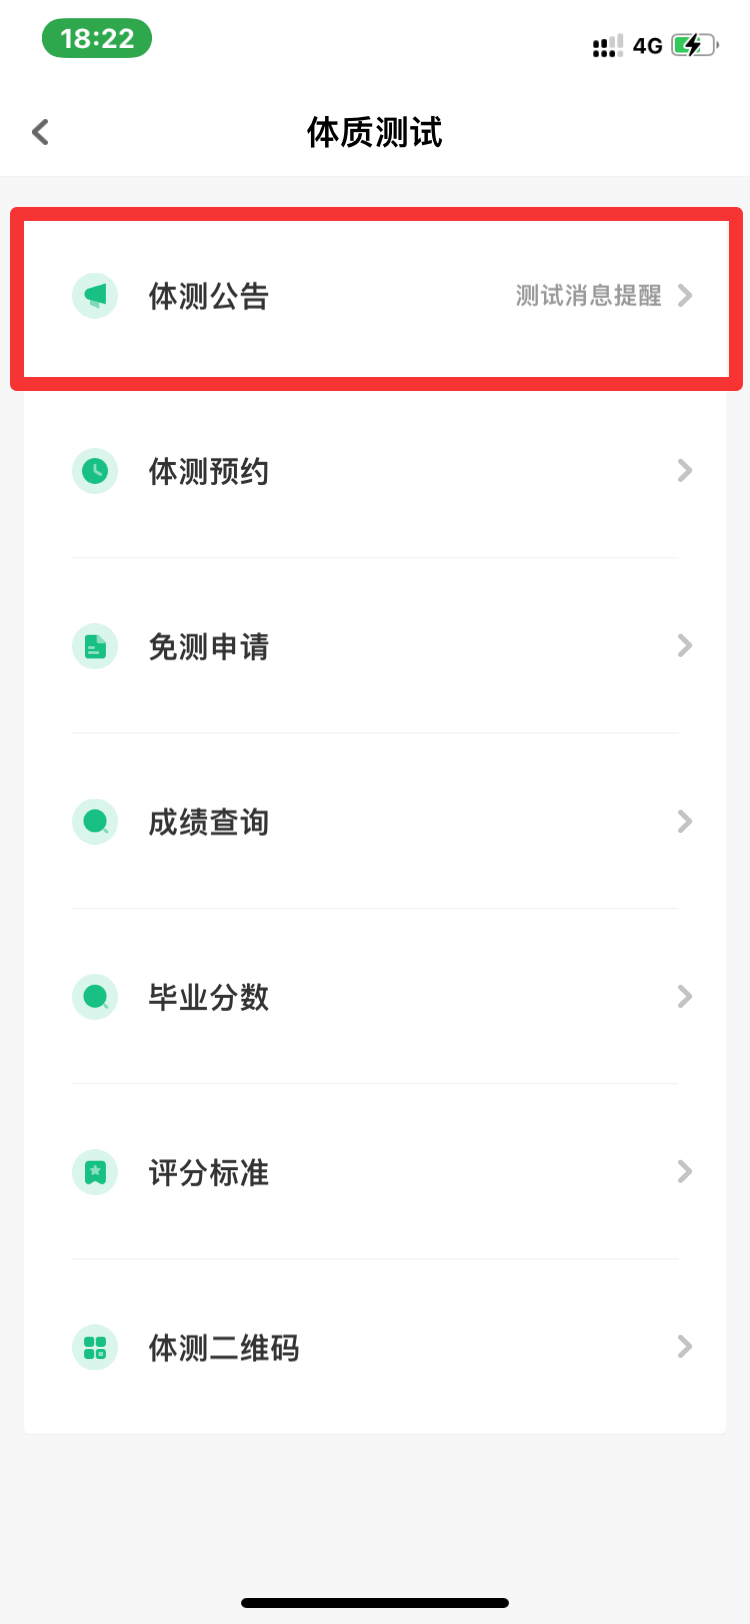 18:22
4G
体质测试
体测公告
测试消息提醒
体测预约
免测申请
成绩查询
毕业分数
评分标准
体测二维码